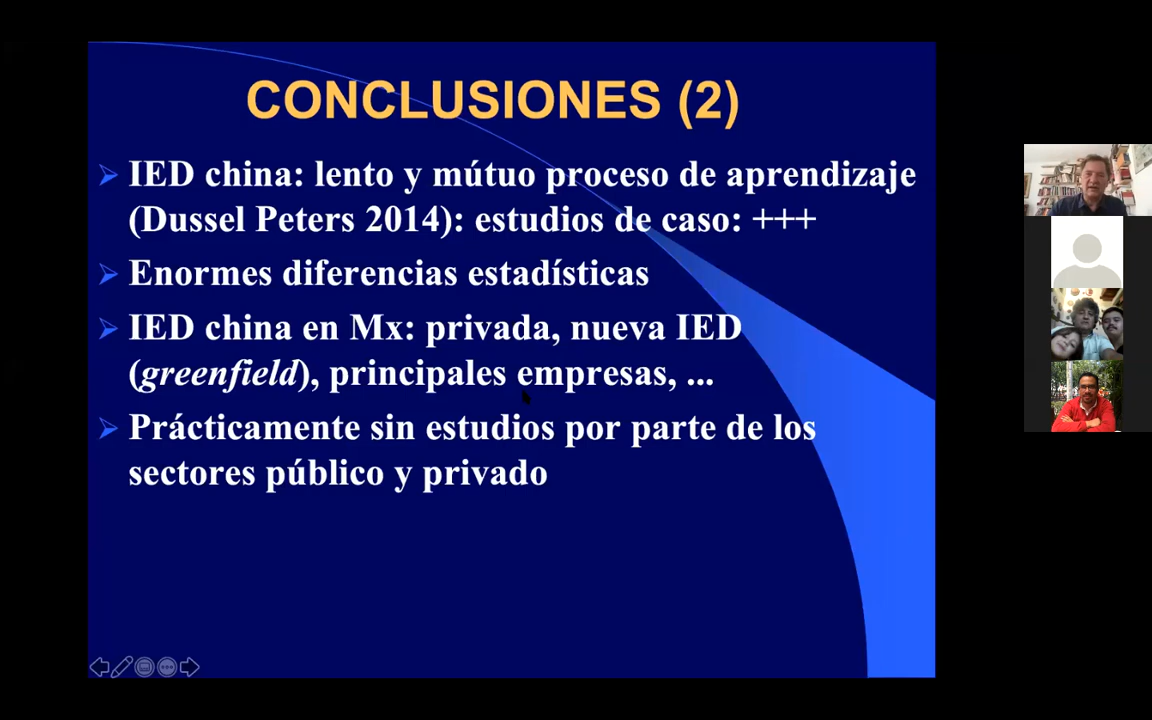 CONCLUSIONES (2)
IED china: lento y mútuo proceso de aprendizaje
(Dussel Peters 2014): estudios de caso: +++
Enormes diferencias estadísticas
IED china en Mx: privada, nueva IED
(greenfield), principales empresas, ...
Prácticamente sin estudios por parte de los
sectores público y privado